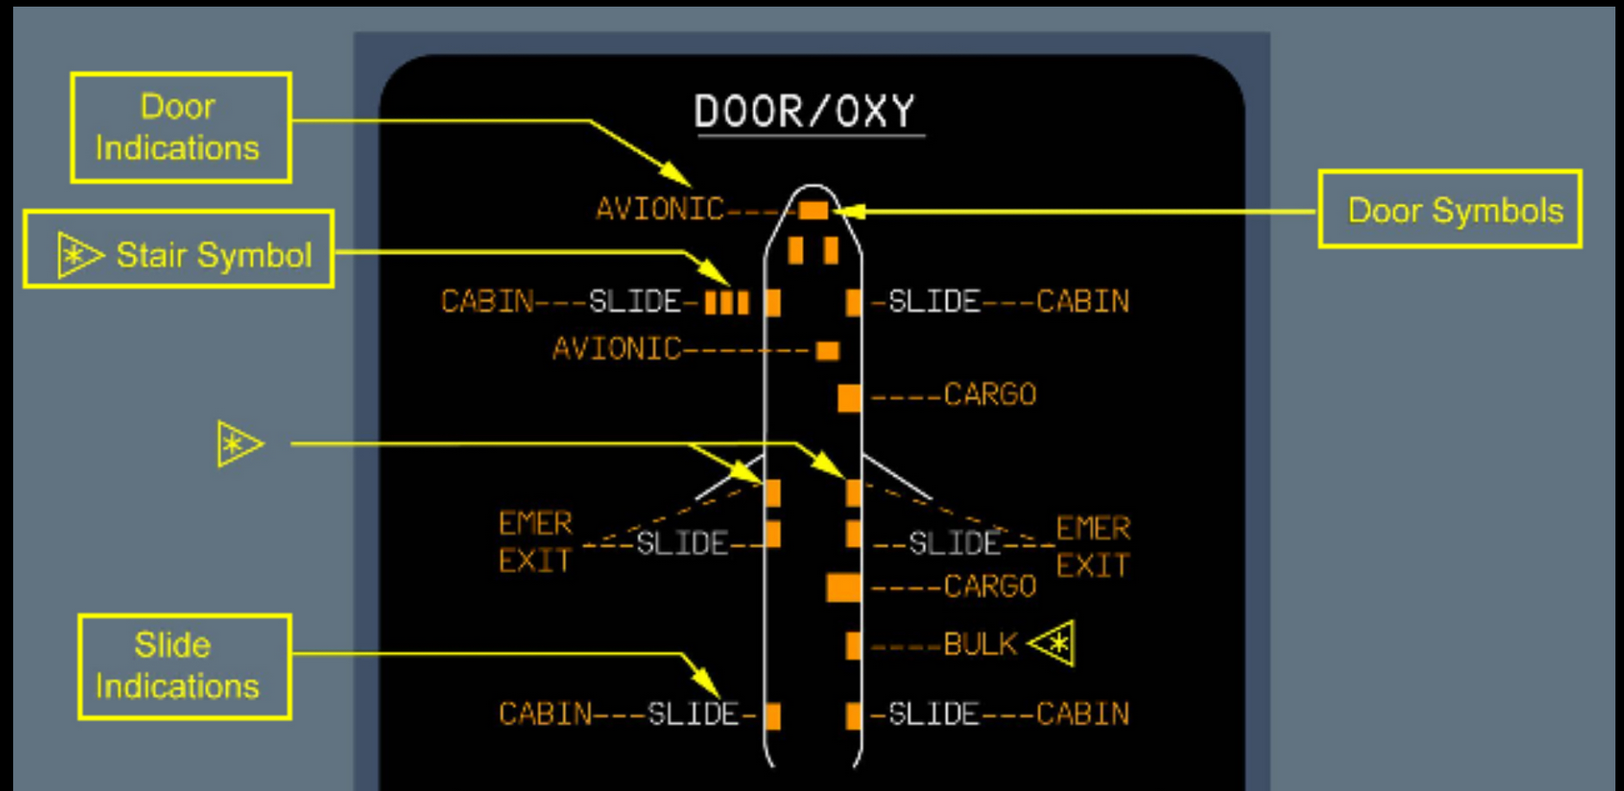 DOOR/OXY
Door
Indications
AVIONIC----
Door Symbols
Stair Symbol
CABIN---SLIDE-
-SLIDE---CABIN
AVIONIC-------
----CARGO
EMER
EXIT
---SLIDE--
--SLIDE---
EMER
EXIT
----CARGO
----BULK
Slide
Indications
CABIN---SLIDE-
-SLIDE---CABIN